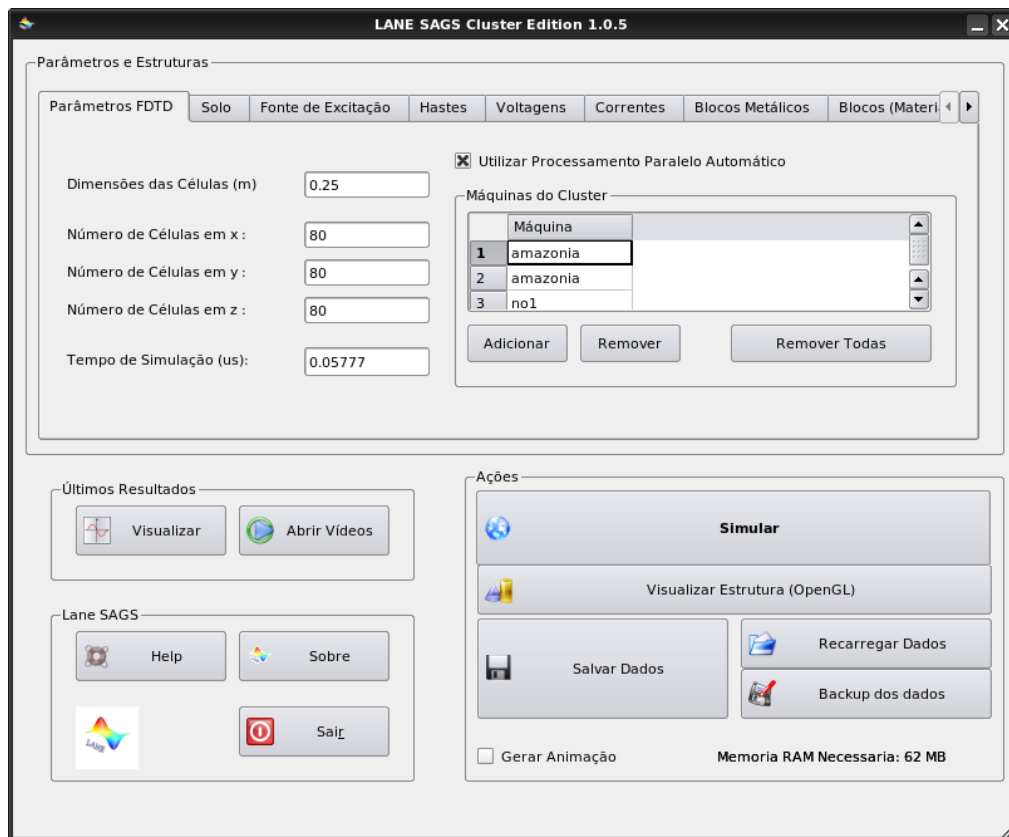 LANE SAGS Cluster Edition 1.0.5
Parâmetros e Estruturas
Parâmetros FDTD Solo Fonte de Excitação Hastes Voltagens Correntes Blocos Metálicos Blocos (Materi
Utilizar Processamento Paralelo Automático
Dimensões das Células (m) 0.25
Máquinas do Cluster
Máquina
Número de Células em x : 80
1 amazonia
Número de Células em y : 80
2 amazonia
Número de Células em z : 80
3 no1
Adicionar Remover Remover Todas
Tempo de Simulação (us): 0.05777
Últimos Resultados
Visualizar Abrir Vídeos
Ações
Simular
Visualizar Estrutura (OpenGL)
Lane SAGS
Help Sobre
LANE
Sair
Salvar Dados
Recarregar Dados
Backup dos dados
Gerar Animação Memoria RAM Necessaria: 62 MB